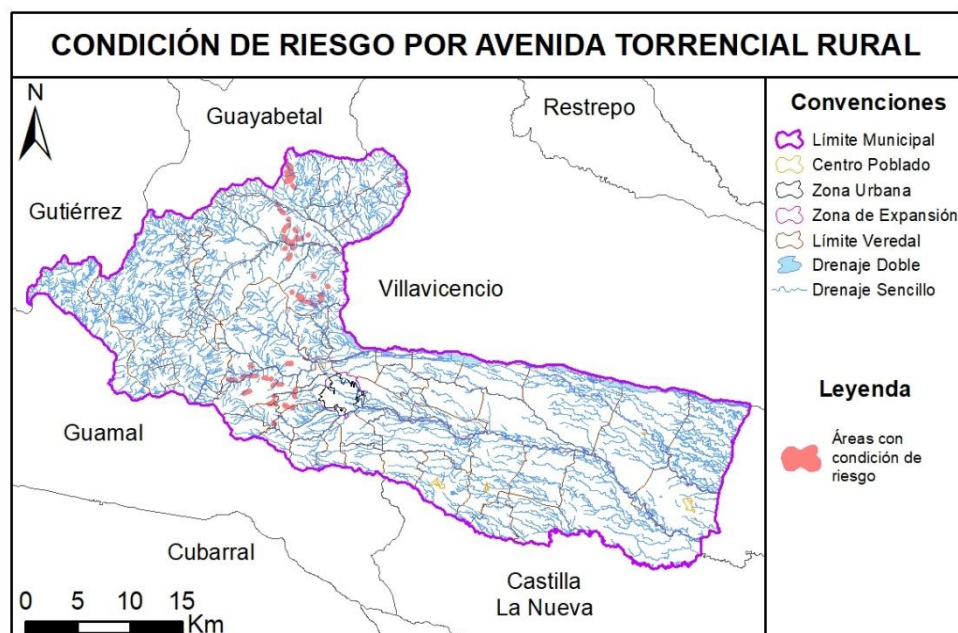 CONDICIÓN DE RIESGO POR AVENIDA TORRENCIAL RURAL
N
Guayabetal
Restrepo
Gutiérrez
Villavicencio
Guamal
Cubarral
Castilla
La Nueva
0 5 10 15
Km
Convenciones
Límite Municipal
Centro Poblado
Zona Urbana
Zona de Expansión
Límite Veredal
Drenaje Doble
Drenaje Sencillo
Leyenda
Áreas con
condición de
riesgo